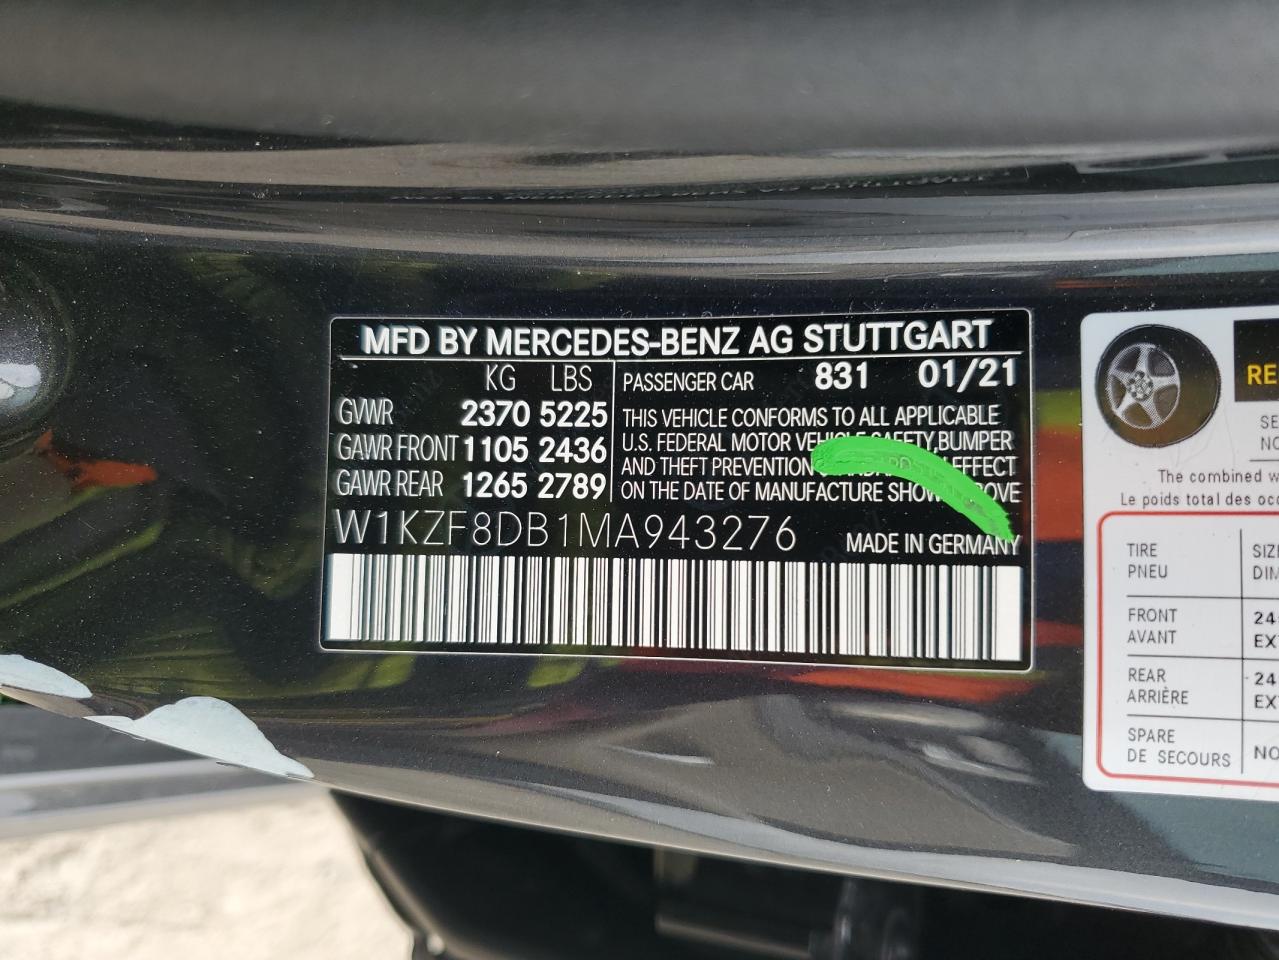 MFD BY MERCEDES-BENZ AG STUTTGART
KG LBS
GVWR 2370 5225
GAWR FRONT 1105 2436
GAWR REAR 1265 2789
PASSENGER CAR 831 01/21
THIS VEHICLE CONFORMS TO ALL APPLICABLE
U.S. FEDERAL MOTOR VEHICLE SAFETY, BUMPER
AND THEFT PREVENTION EFFECT
ON THE DATE OF MANUFACTURE SHOWN
W1KZF8DB1MA943276
MADE IN GERMANY
The combined w
Le poids total des occ
TIRE
PNEU
FRONT
AVANT
REAR
ARRIÈRE
SPARE
DE SECOURS